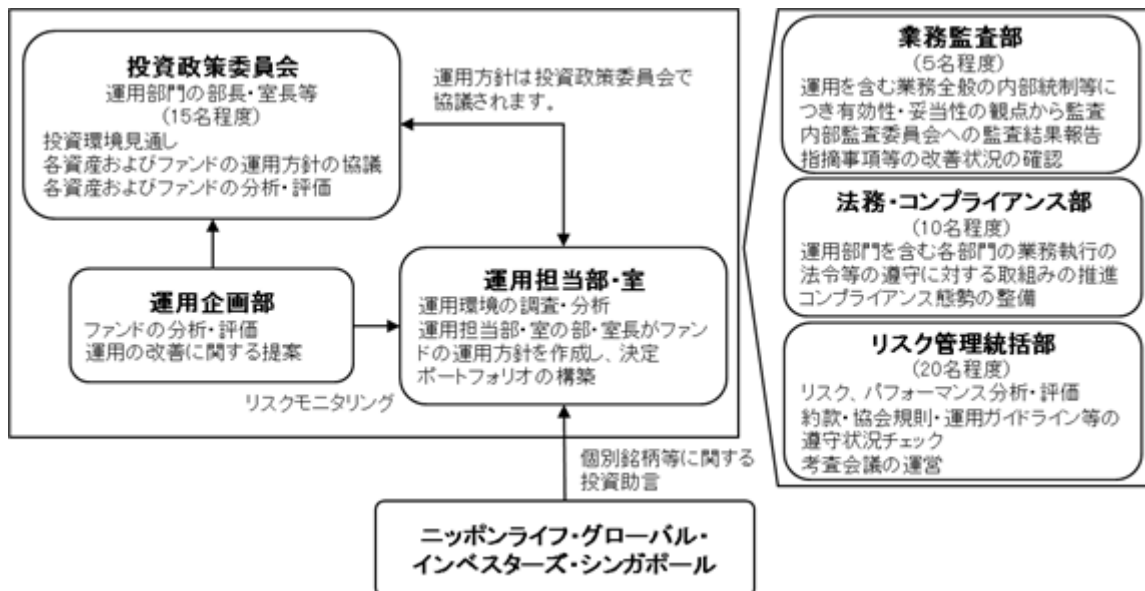 投資政策委員会
運用部門の部長・室長等
(15名程度)
投資環境見通し
各資産およびファンドの運用方針の協議
各資産およびファンドの分析・評価
運用方針は投資政策委員会で
協議されます。
運用企画部
ファンドの分析・評価
運用の改善に関する提案
リスクモニタリング
運用担当部・室
運用環境の調査・分析
運用担当部・室の部・室長がファン
ドの運用方針を作成し、決定
ポートフォリオの構築
個別銘柄等に関する
投資助言
ニッポンライフ・グローバル・
インベスターズ・シンガポール
業務監査部
(5名程度)
運用を含む業務全般の内部統制等に
つき有効性・妥当性の観点から監査
内部監査委員会への監査結果報告
指摘事項等の改善状況の確認
法務・コンプライアンス部
(10名程度)
運用部門を含む各部門の業務執行の
法令等の遵守に対する取組みの推進
コンプライアンス態勢の整備
リスク管理統括部
(20名程度)
リスク、パフォーマンス分析・評価
約款・協会規則・運用ガイドライン等の
遵守状況チェック
考査会議の運営